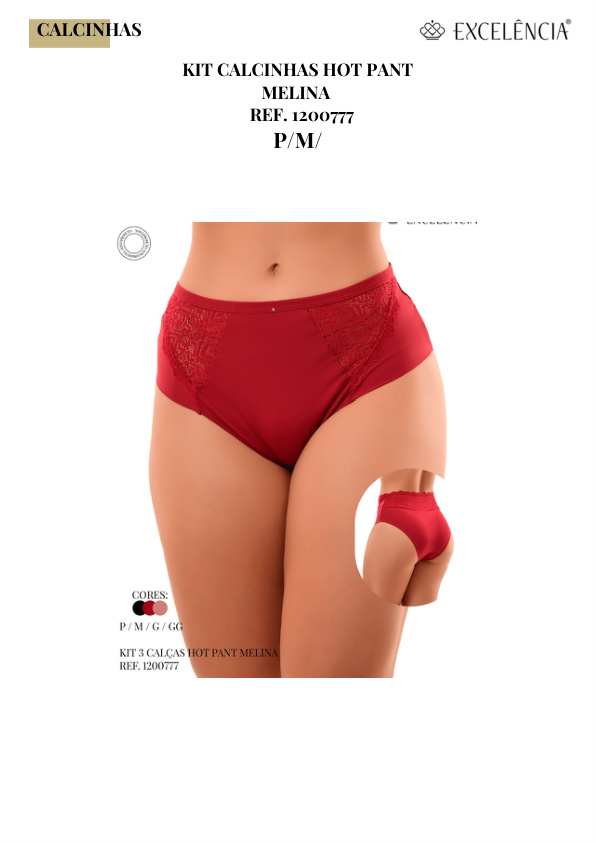 CALCINHAS
EXCELÊNCIA®
KIT CALCINHAS HOT PANT
MELINA
REF. 1200777
P/M/
EXCELÊNCIA
CORES:
P / M / G / GG
KIT 3 CALÇAS HOT PANT MELINA
REF. 1200777